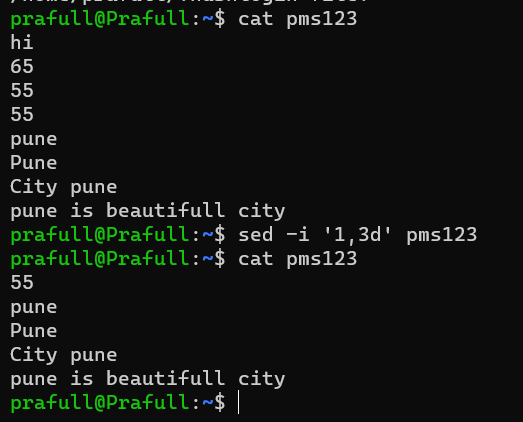 prafull@Prafull:~$ cat pms123
hi
65
55
55
pune
Pune
City pune
pune is beautifull city
prafull@Prafull:~$ sed -i '1,3d' pms123
prafull@Prafull:~$ cat pms123
55
pune
Pune
City pune
pune is beautifull city
prafull@Prafull:~$